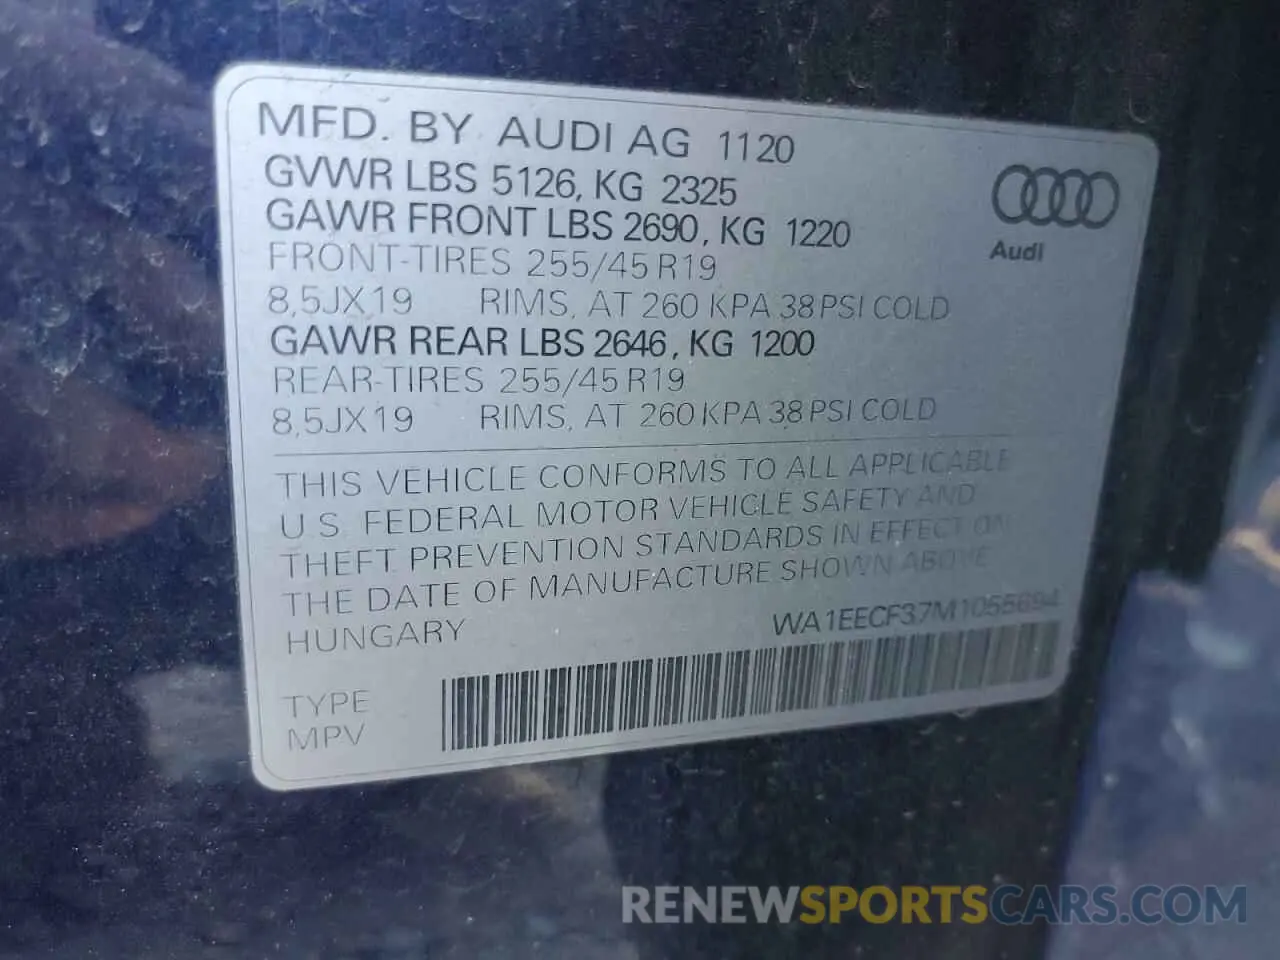 MFD. BY AUDI AG 1120
GVWR LBS 5126, KG 2325
GAWR FRONT LBS 2690, KG 1220
FRONT-TIRES 255/45 R19
8,5JX19 RIMS, AT 260 KPA 38 PSI COLD
GAWR REAR LBS 2646, KG 1200
REAR-TIRES 255/45 R19
8,5JX19 RIMS, AT 260 KPA 38 PSI COLD
Audi
THIS VEHICLE CONFORMS TO ALL APPLICABLE
U.S. FEDERAL MOTOR VEHICLE SAFETY AND
THEFT PREVENTION STANDARDS IN EFFECT ON
THE DATE OF MANUFACTURE SHOWN ABOVE
HUNGARY WA1EECF37M1055694
TYPE
MPV
RENEWSPORTSCARS.COM